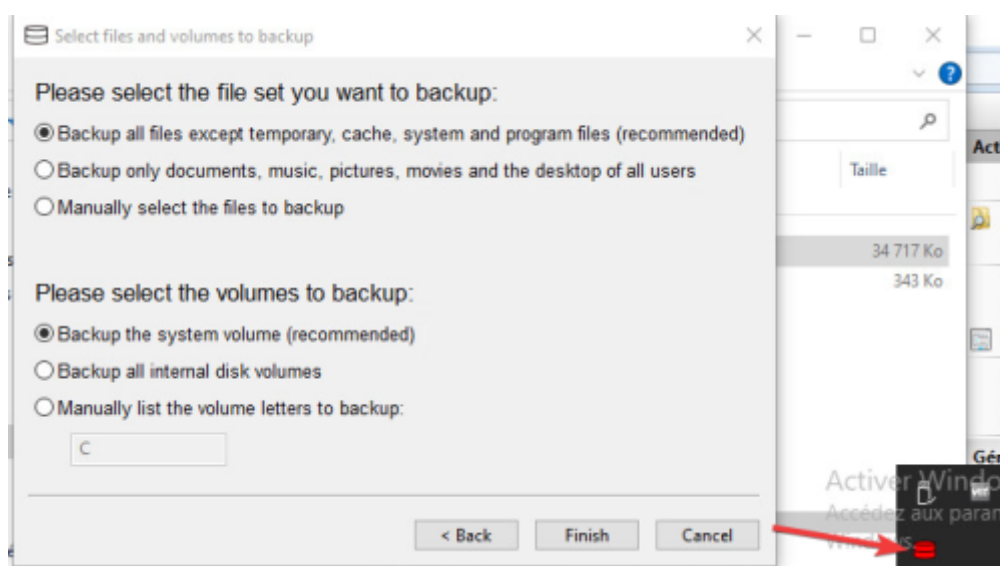 Select files and volumes to backup
Please select the file set you want to backup:
Backup all files except temporary, cache, system and program files (recommended)
Backup only documents, music, pictures, movies and the desktop of all users
Manually select the files to backup
Please select the volumes to backup:
Backup the system volume (recommended)
Backup all internal disk volumes
Manually list the volume letters to backup:
C
< Back
Finish
Cancel
?
Act
Taille
34 717 Ko
343 Ko
Gér
Activer Windo
Accédez aux param
Windows.